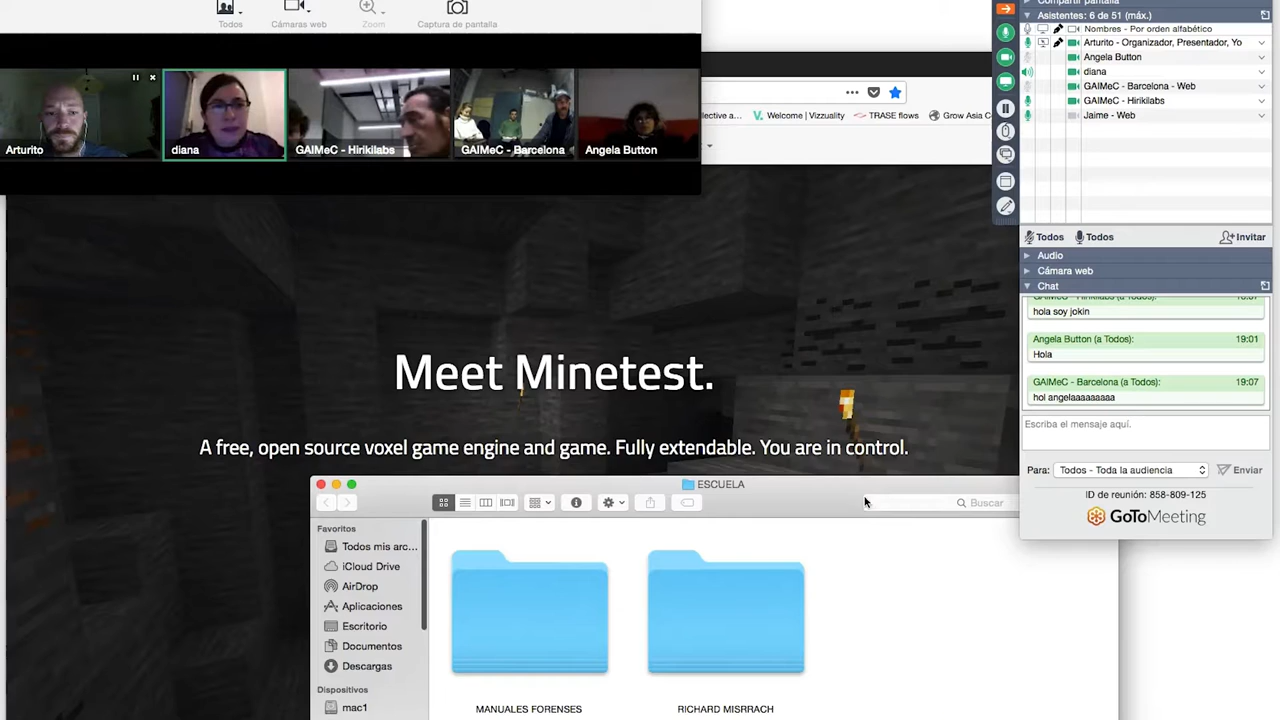 Todos
Cámaras web
Zoom
Captura de pantalla
Arturito
diana
GAIMeC - Hirikilabs
GAIMeC - Barcelona
Angela Button
lective a...
Welcome | Vizzuality
TRASE flows
Grow Asia C
Meet Minetest.
A free, open source voxel game engine and game. Fully extendable. You are in control.
ESCUELA
Buscar
Favoritos
Todos mis arc...
iCloud Drive
AirDrop
Aplicaciones
Escritorio
Documentos
Descargas
Dispositivos
mac1
MANUALES FORENSES
RICHARD MISRRACH
Compartir pantalla
Asistentes: 6 de 51 (máx.)
Nombres - Por orden alfabético
Arturito - Organizador, Presentador, Yo
Angela Button
diana
GAIMeC - Barcelona - Web
GAIMeC - Hirikilabs
Jaime - Web
Todos
Todos
Invitar
Audio
Cámara web
Chat
GAIMeC - Hirikilabs (a Todos):
hola soy jokin
Angela Button (a Todos): 19:01
Hola
GAIMeC - Barcelona (a Todos): 19:07
hol angelaaaaaaaaa
Escriba el mensaje aquí.
Para: Todos - Toda la audiencia Enviar
ID de reunión: 858-809-125
GoToMeeting